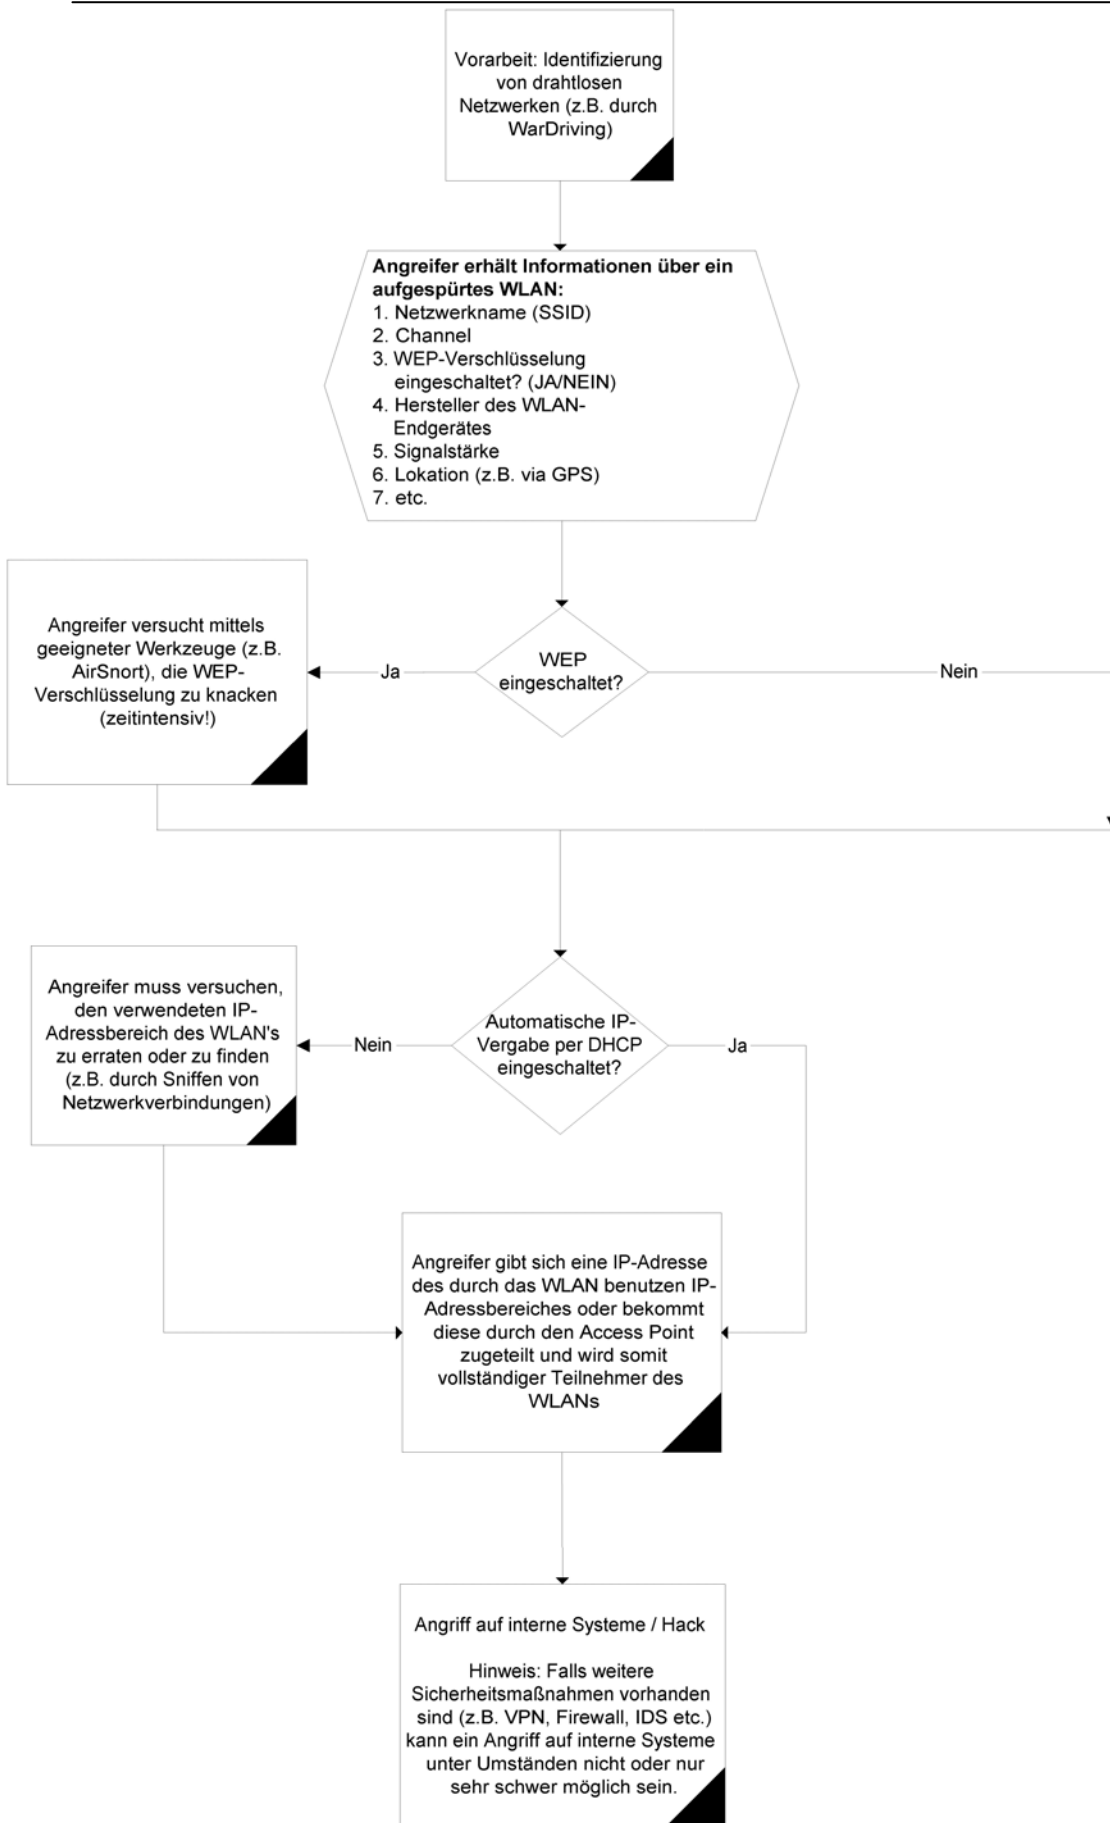 Vorarbeit: Identifizierung
von drahtlosen
Netzwerken (z.B. durch
WarDriving)
Angreifer erhält Informationen über ein
aufgespürtes WLAN:
1. Netzwerkname (SSID)
2. Channel
3. WEP-Verschlüsselung
eingeschaltet? (JA/NEIN)
4. Hersteller des WLAN-
Endgerätes
5. Signalstärke
6. Lokation (z.B. via GPS)
7. etc.
Angreifer versucht mittels
geeigneter Werkzeuge (z.B.
AirSnort), die WEP-
Verschlüsselung zu knacken
(zeitintensiv!)
Ja
WEP
eingeschaltet?
Nein
Angreifer muss versuchen,
den verwendeten IP-
Adressbereich des WLAN's
zu erraten oder zu finden
(z.B. durch Sniffen von
Netzwerkverbindungen)
Nein
Automatische IP-
Vergabe per DHCP
eingeschaltet?
Ja
Angreifer gibt sich eine IP-Adresse
des durch das WLAN benutzen IP-
Adressbereiches oder bekommt
diese durch den Access Point
zugeteilt und wird somit
vollständiger Teilnehmer des
WLANs
Angriff auf interne Systeme / Hack
Hinweis: Falls weitere
Sicherheitsmaßnahmen vorhanden
sind (z.B. VPN, Firewall, IDS etc.)
kann ein Angriff auf interne Systeme
unter Umständen nicht oder nur
sehr schwer möglich sein.